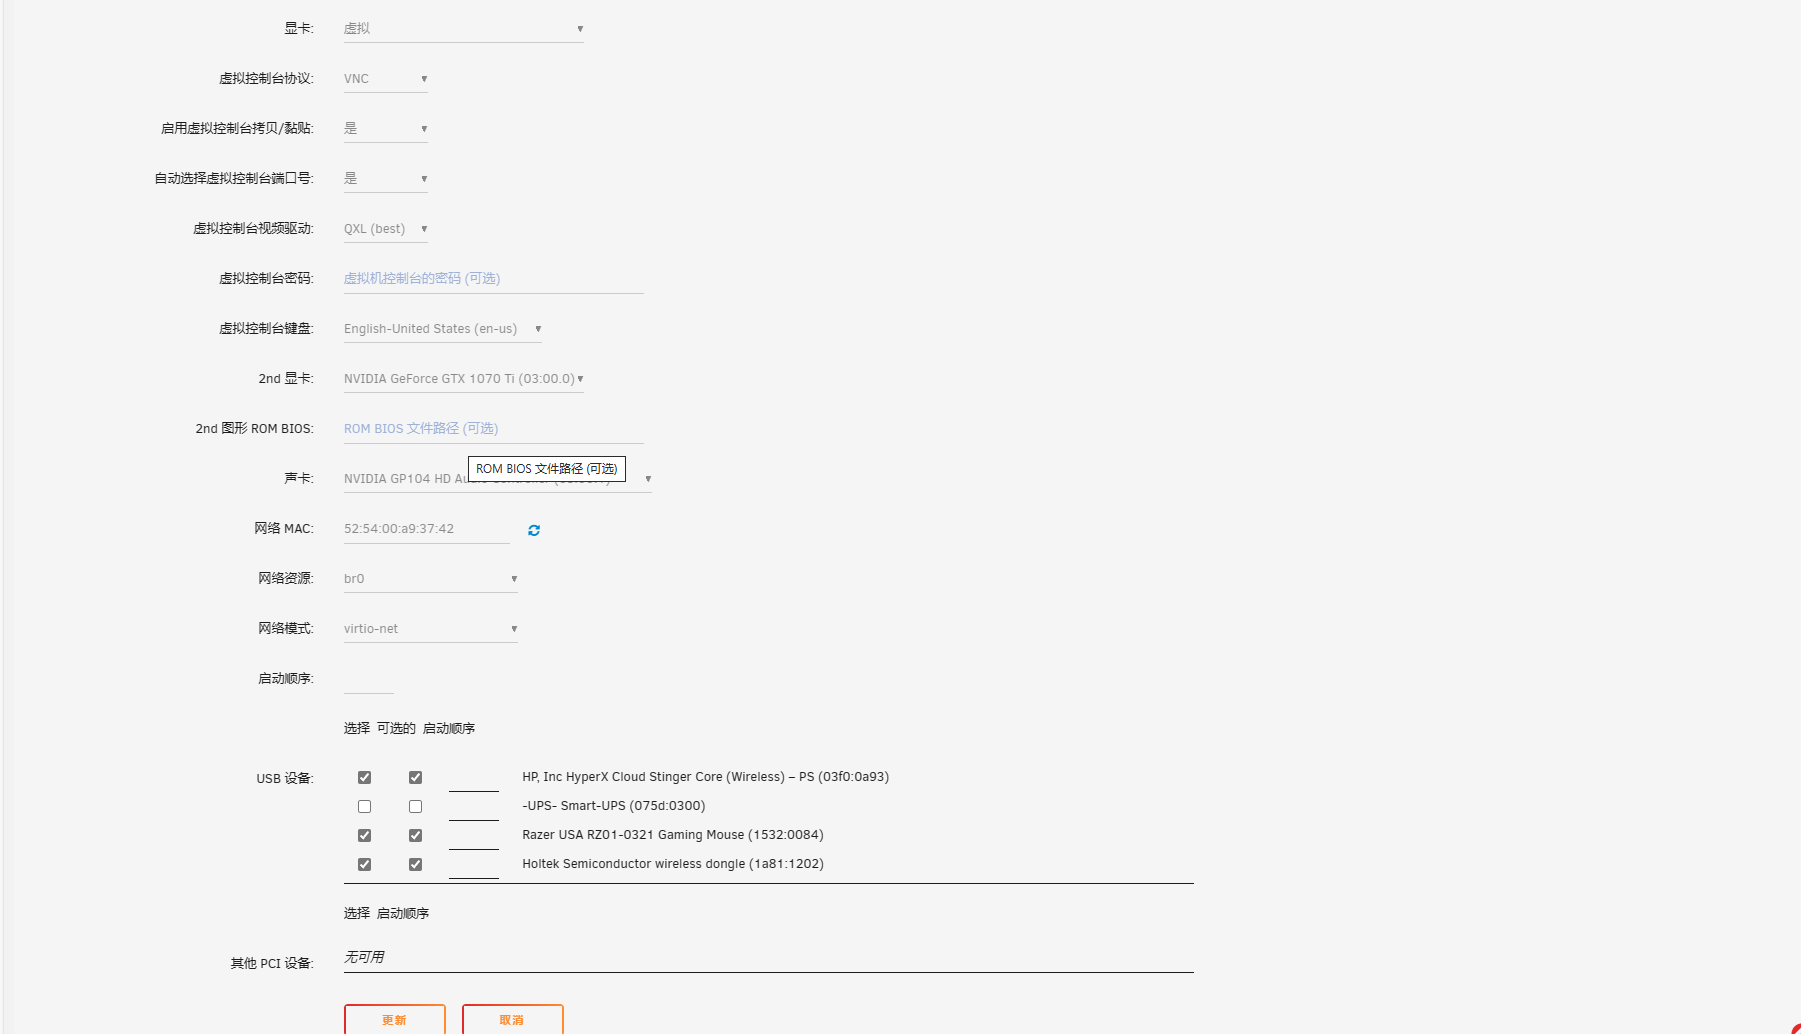 显卡: 虚拟
虚拟控制台协议: VNC
启用虚拟控制台拷贝/黏贴: 是
自动选择虚拟控制台端口号: 是
虚拟控制台视频驱动: QXL (best)
虚拟控制台密码: 虚拟机控制台的密码 (可选)
虚拟控制台键盘: English-United States (en-us)
2nd 显卡: NVIDIA GeForce GTX 1070 Ti (03:00.0)
2nd 图形 ROM BIOS: ROM BIOS 文件路径 (可选)
ROM BIOS 文件路径 (可选)
声卡: NVIDIA GP104 HD
网络 MAC: 52:54:00:a9:37:42
网络资源: br0
网络模式: virtio-net
启动顺序:
选择 可选的 启动顺序
USB 设备: HP, Inc HyperX Cloud Stinger Core (Wireless) – PS (03f0:0a93)
-UPS- Smart-UPS (075d:0300)
Razer USA RZ01-0321 Gaming Mouse (1532:0084)
Holtek Semiconductor wireless dongle (1a81:1202)
选择 启动顺序
其他 PCI 设备: 无可用
更新 取消